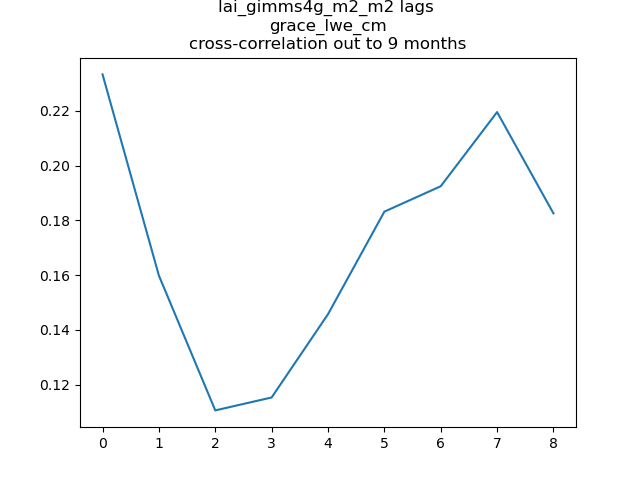 lai_gimms4g_m2_m2 lags
grace_lwe_cm
cross-correlation out to 9 months
0.22
0.20
0.18
0.16
0.14
0.12
0 1 2 3 4 5 6 7 8